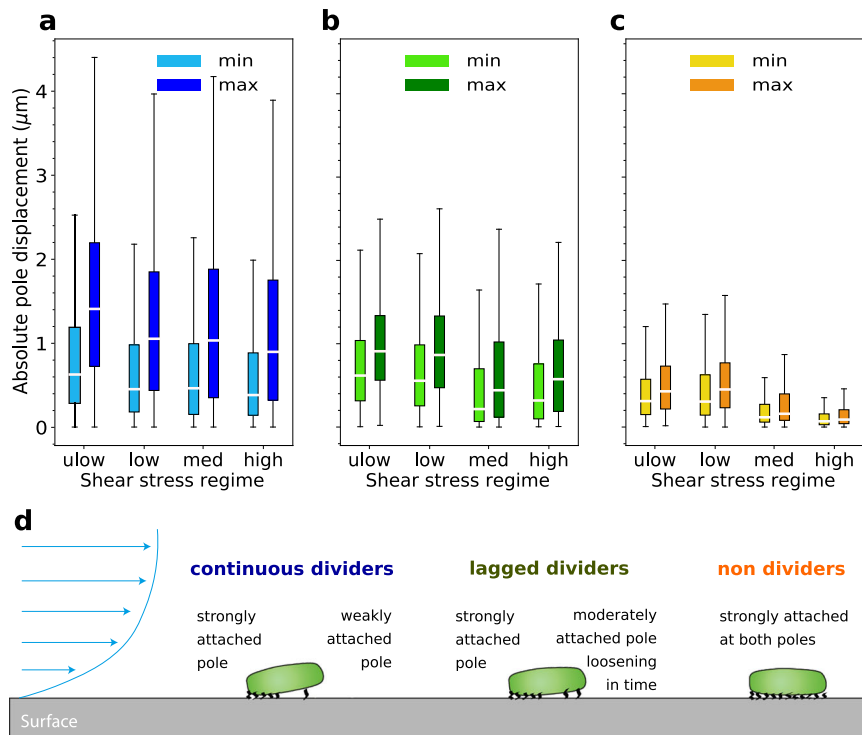 a
b
c
min
max
min
max
min
max
Absolute pole displacement (μm)
4
3
2
1
0
ulow low med high
Shear stress regime
ulow low med high
Shear stress regime
ulow low med high
Shear stress regime
d
continuous dividers
strongly
attached
pole
weakly
attached
pole
lagged dividers
strongly
attached
pole
moderately
attached pole
loosening
in time
non dividers
strongly attached
at both poles
Surface